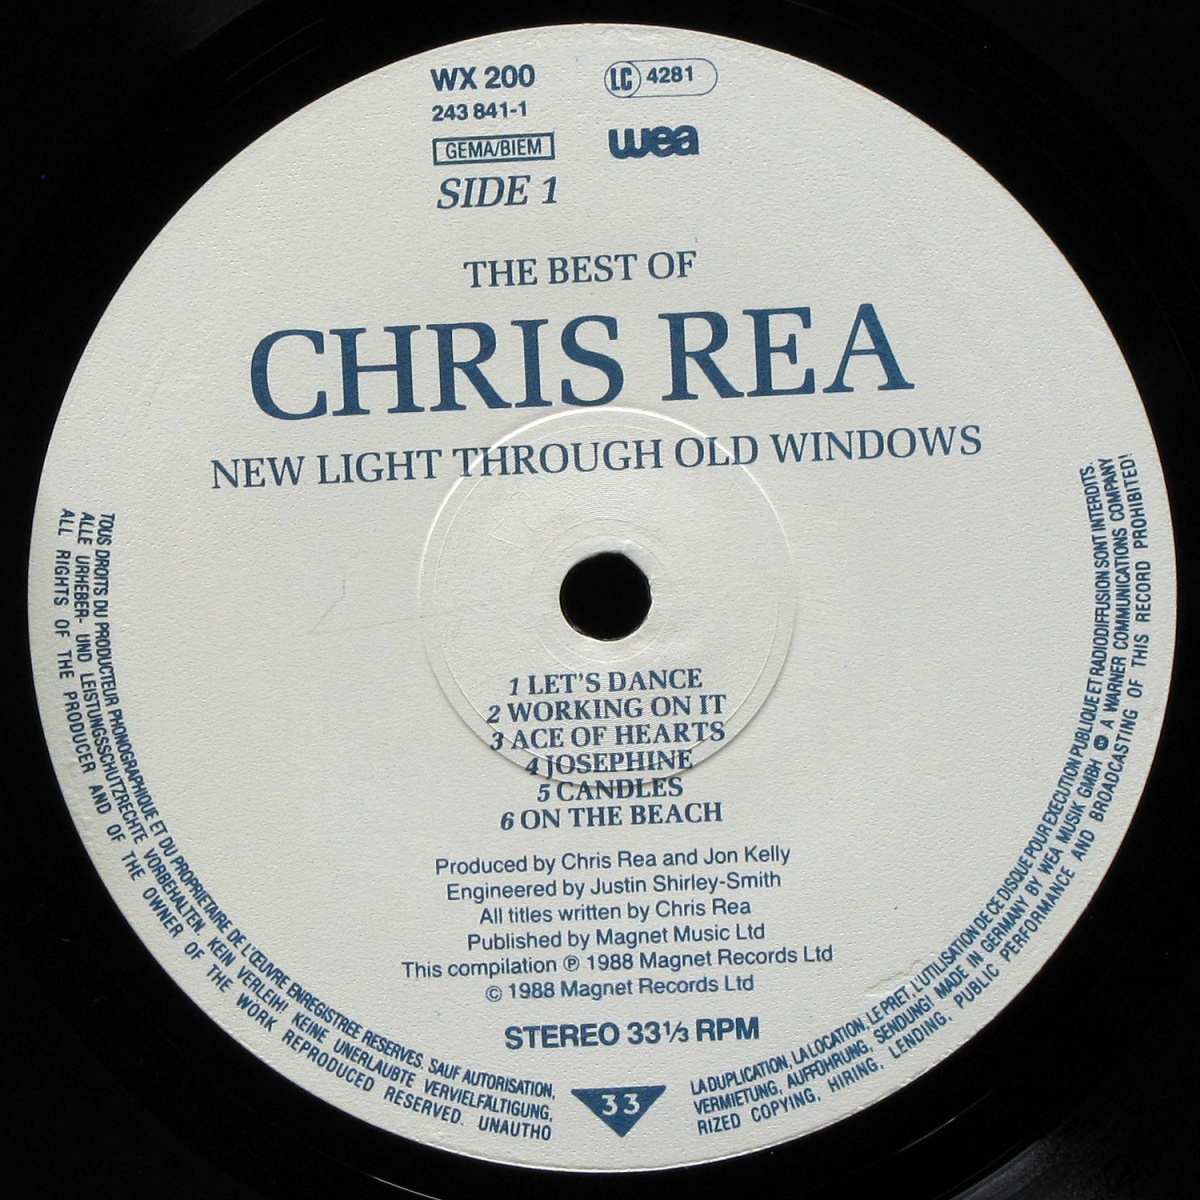 WX 200
LC 4281
243 841-1
GEMA/BIEM
wea
SIDE 1
THE BEST OF
CHRIS REA
NEW LIGHT THROUGH OLD WINDOWS
1 LET'S DANCE
2 WORKING ON IT
3 ACE OF HEARTS
4 JOSEPHINE
5 CANDLES
6 ON THE BEACH
Produced by Chris Rea and Jon Kelly
Engineered by Justin Shirley-Smith
All titles written by Chris Rea
Published by Magnet Music Ltd
This compilation ℗ 1988 Magnet Records Ltd
© 1988 Magnet Records Ltd
STEREO 33⅓ RPM
33
TOUS DROITS DU PRODUCTEUR PHONOGRAPHIQUE ET DU PROPRIETAIRE DE L'ŒUVRE ENREGISTREE RESERVES. SAUF AUTORISATION, LA DUPLICATION, LA LOCATION, LE PRET, L'UTILISATION DE CE DISQUE POUR EXECUTION PUBLIQUE ET RADIODIFFUSION SONT INTERDITS.
ALLE URHEBER- UND LEISTUNGSSCHUTZRECHTE VORBEHALTEN. KEIN VERLEIH! KEINE UNERLAUBTE VERVIELFÄLTIGUNG, VERMIETUNG, AUFFÜHRUNG, SENDUNG! MADE IN GERMANY BY WEA MUSIK GMBH A WARNER COMMUNICATIONS COMPANY
ALL RIGHTS OF THE PRODUCER AND OF THE OWNER OF THE WORK REPRODUCED RESERVED. UNAUTHORIZED COPYING, HIRING, LENDING, PUBLIC PERFORMANCE AND BROADCASTING OF THIS RECORD PROHIBITED!